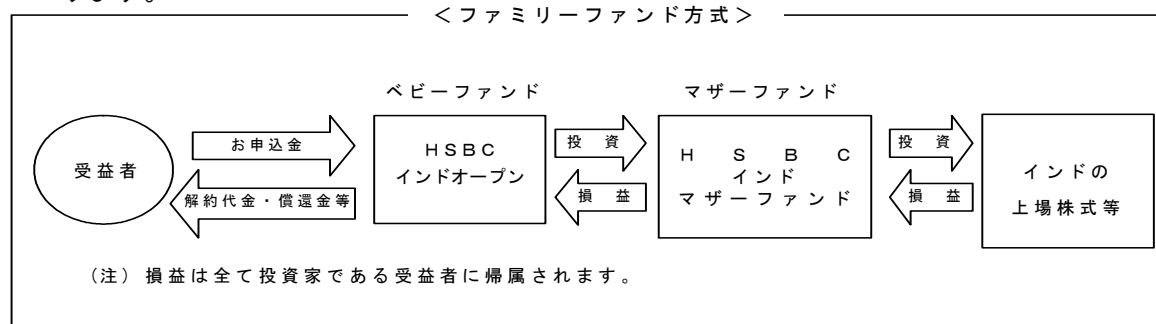 ＜ファミリーファンド方式＞
ベビーファンド
マザーファンド
受益者
お申込金
解約代金・償還金等
ＨＳＢＣ
インドオープン
投 資
損 益
Ｈ Ｓ Ｂ Ｃ
インド
マザーファンド
投 資
損 益
インドの
上場株式等
（注） 損益は全て投資家である受益者に帰属されます。